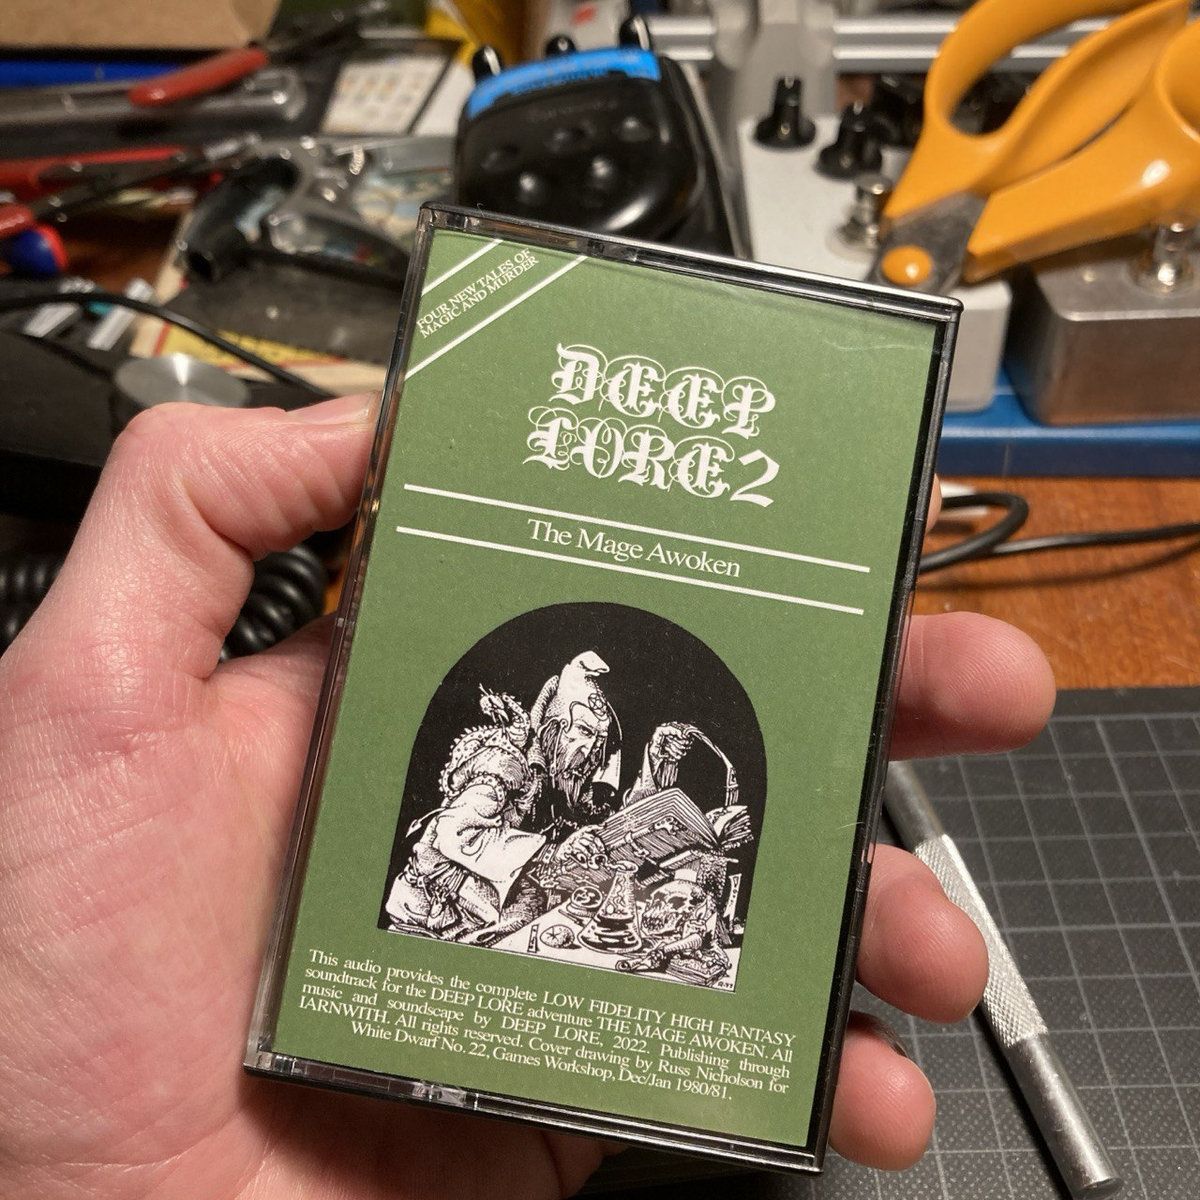 FOUR NEW TALES OF
MAGIC AND MURDER
DEEP
LORE 2
The Mage Awoken
This audio provides the complete LOW FIDELITY HIGH FANTASY
soundtrack for the DEEP LORE adventure THE MAGE AWOKEN. All
music and soundscape by DEEP LORE, 2022. Publishing through
IARNWITH. All rights reserved. Cover drawing by Russ Nicholson for
White Dwarf No. 22, Games Workshop, Dec/Jan 1980/81.